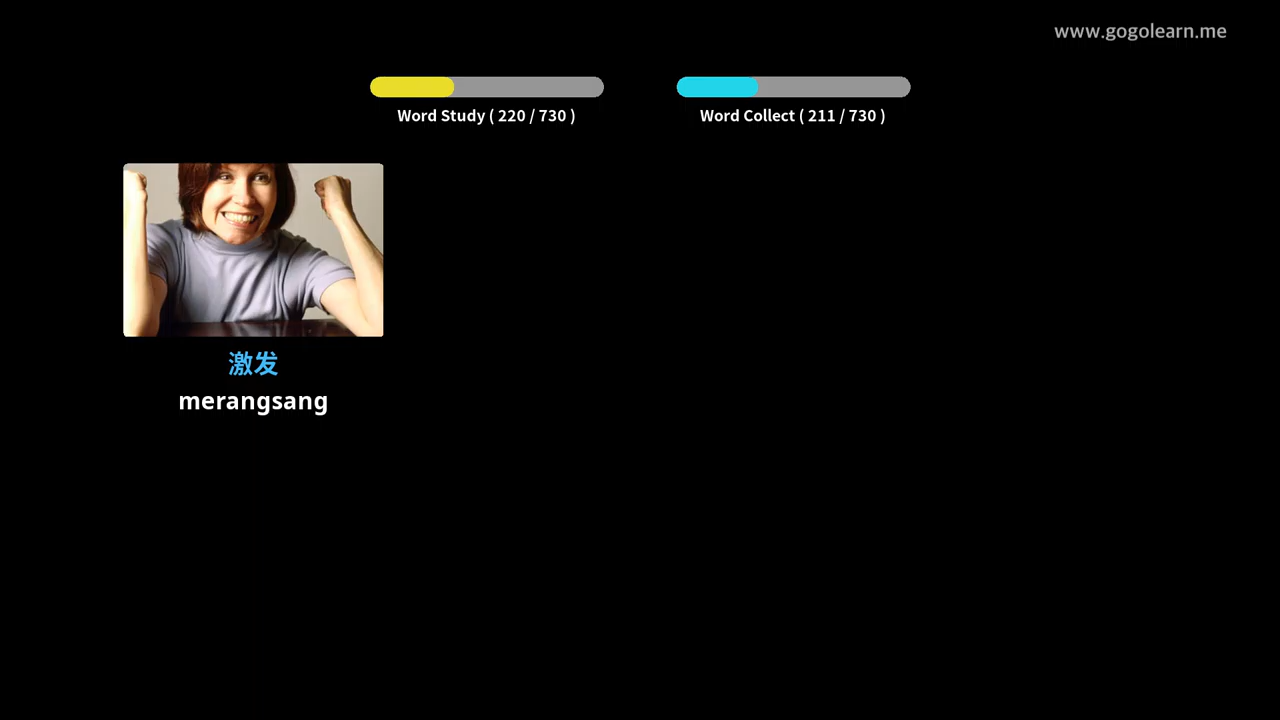 www.gogolearn.me
Word Study ( 220 / 730 )
Word Collect ( 211 / 730 )
激发
merangsang